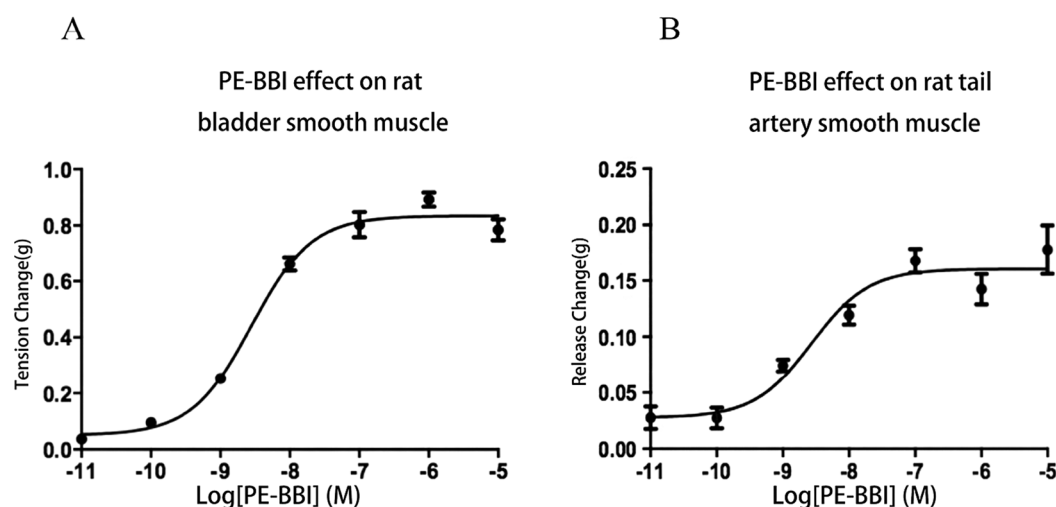 A
PE-BBI effect on rat
bladder smooth muscle
Tension Change(g)
1.0
0.8
0.6
0.4
0.2
0.0
-11 -10 -9 -8 -7 -6 -5
Log[PE-BBI] (M)
B
PE-BBI effect on rat tail
artery smooth muscle
Release Change(g)
0.25
0.20
0.15
0.10
0.05
0.00
-11 -10 -9 -8 -7 -6 -5
Log[PE-BBI] (M)